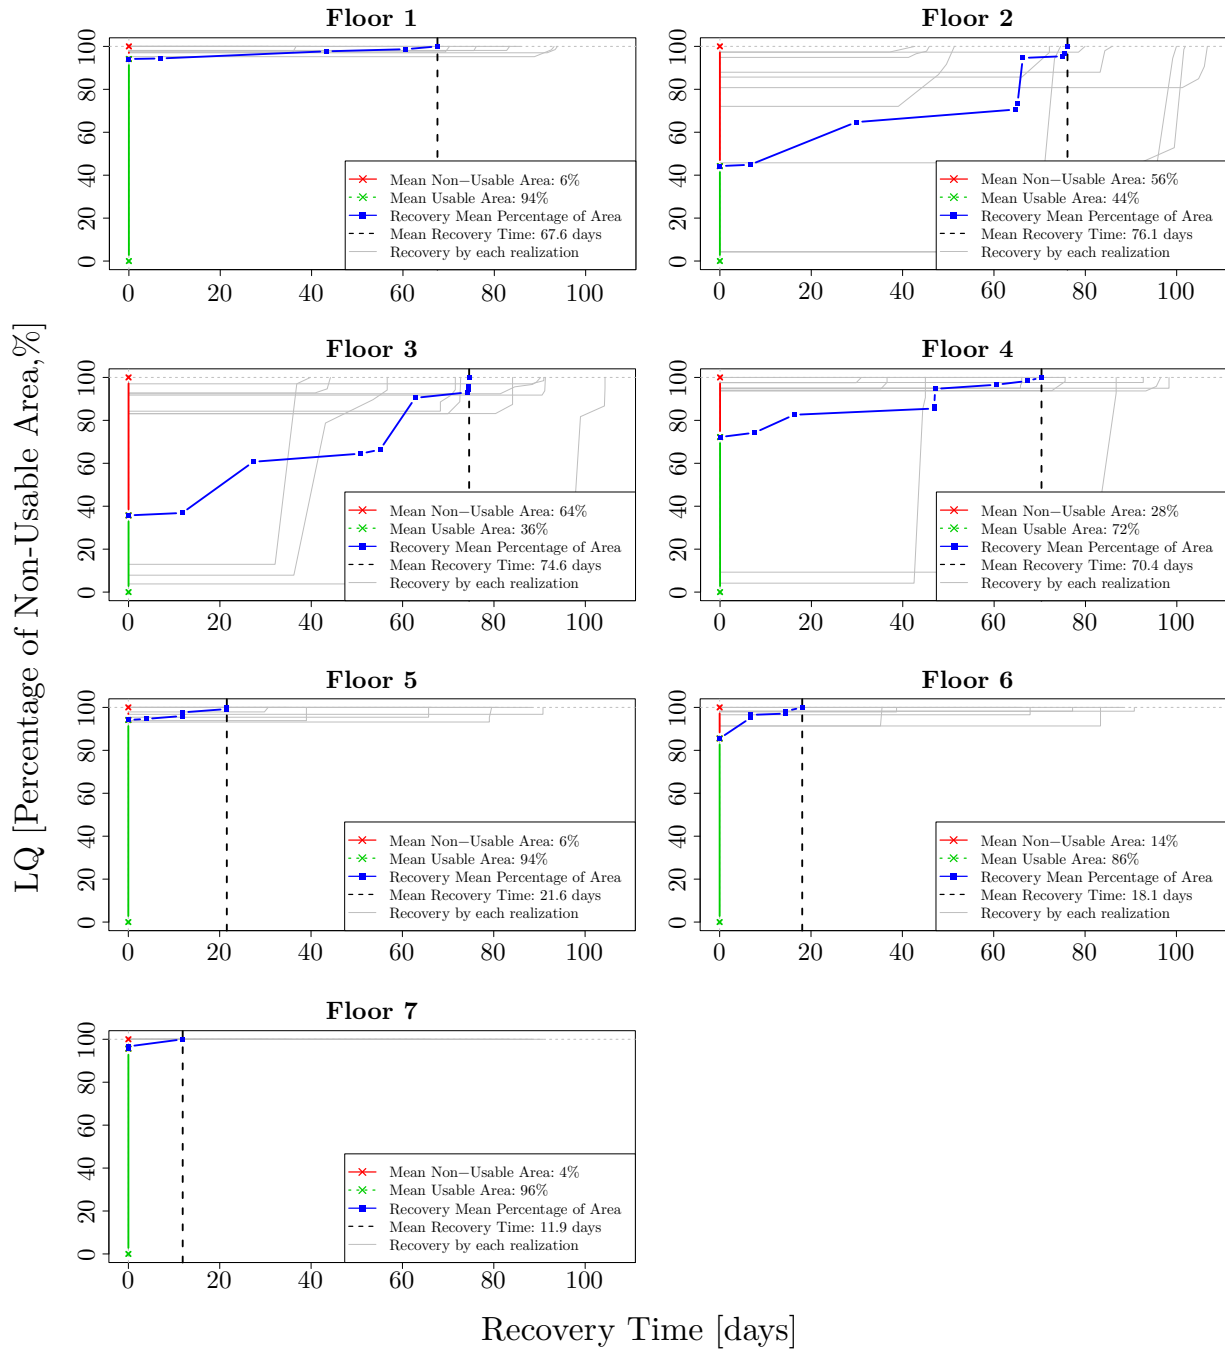 LQ [Percentage of Non-Usable Area,%]
Floor 1
0 20 40 60 80 100
Mean Non−Usable Area: 6%
Mean Usable Area: 94%
Recovery Mean Percentage of Area
Mean Recovery Time: 67.6 days
Recovery by each realization
0 20 40 60 80 100
Floor 2
0 20 40 60 80 100
Mean Non−Usable Area: 56%
Mean Usable Area: 44%
Recovery Mean Percentage of Area
Mean Recovery Time: 76.1 days
Recovery by each realization
0 20 40 60 80 100
Floor 3
0 20 40 60 80 100
Mean Non−Usable Area: 64%
Mean Usable Area: 36%
Recovery Mean Percentage of Area
Mean Recovery Time: 74.6 days
Recovery by each realization
0 20 40 60 80 100
Floor 4
0 20 40 60 80 100
Mean Non−Usable Area: 28%
Mean Usable Area: 72%
Recovery Mean Percentage of Area
Mean Recovery Time: 70.4 days
Recovery by each realization
0 20 40 60 80 100
Floor 5
0 20 40 60 80 100
Mean Non−Usable Area: 6%
Mean Usable Area: 94%
Recovery Mean Percentage of Area
Mean Recovery Time: 21.6 days
Recovery by each realization
0 20 40 60 80 100
Floor 6
0 20 40 60 80 100
Mean Non−Usable Area: 14%
Mean Usable Area: 86%
Recovery Mean Percentage of Area
Mean Recovery Time: 18.1 days
Recovery by each realization
0 20 40 60 80 100
Floor 7
0 20 40 60 80 100
Mean Non−Usable Area: 4%
Mean Usable Area: 96%
Recovery Mean Percentage of Area
Mean Recovery Time: 11.9 days
Recovery by each realization
0 20 40 60 80 100
Recovery Time [days]